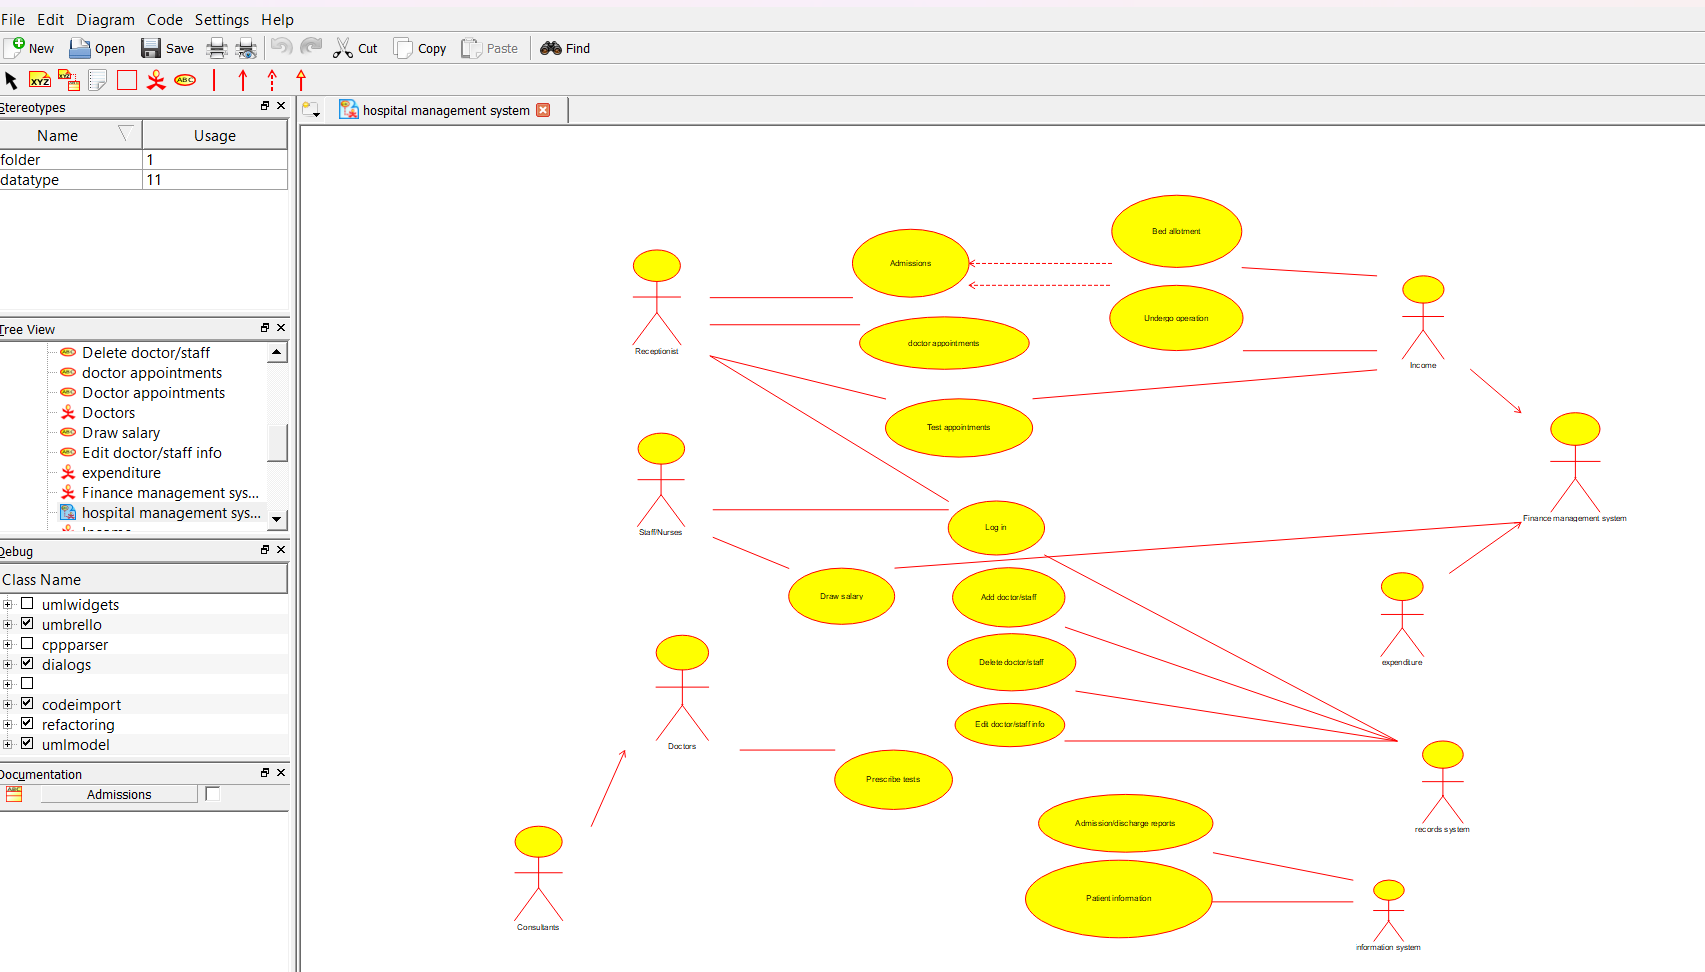 File Edit Diagram Code Settings Help
New Open Save Cut Copy Paste Find
XYZ XYZ ABC
Stereotypes
Name Usage
folder 1
datatype 11
Tree View
Delete doctor/staff
doctor appointments
Doctor appointments
Doctors
Draw salary
Edit doctor/staff info
expenditure
Finance management sys...
hospital management sys...
Income
Debug
Class Name
umlwidgets
umbrello
cppparser
dialogs
codeimport
refactoring
umlmodel
Documentation
Admissions
hospital management system
Bed allotment
Admissions
Undergo operation
doctor appointments
Receptionist
Income
Test appointments
Log in
Finance management system
Staff/Nurses
Draw salary
Add doctor/staff
Delete doctor/staff
expenditure
Edit doctor/staff info
Doctors
Prescribe tests
Admission/discharge reports
records system
Patient information
Consultants
information system